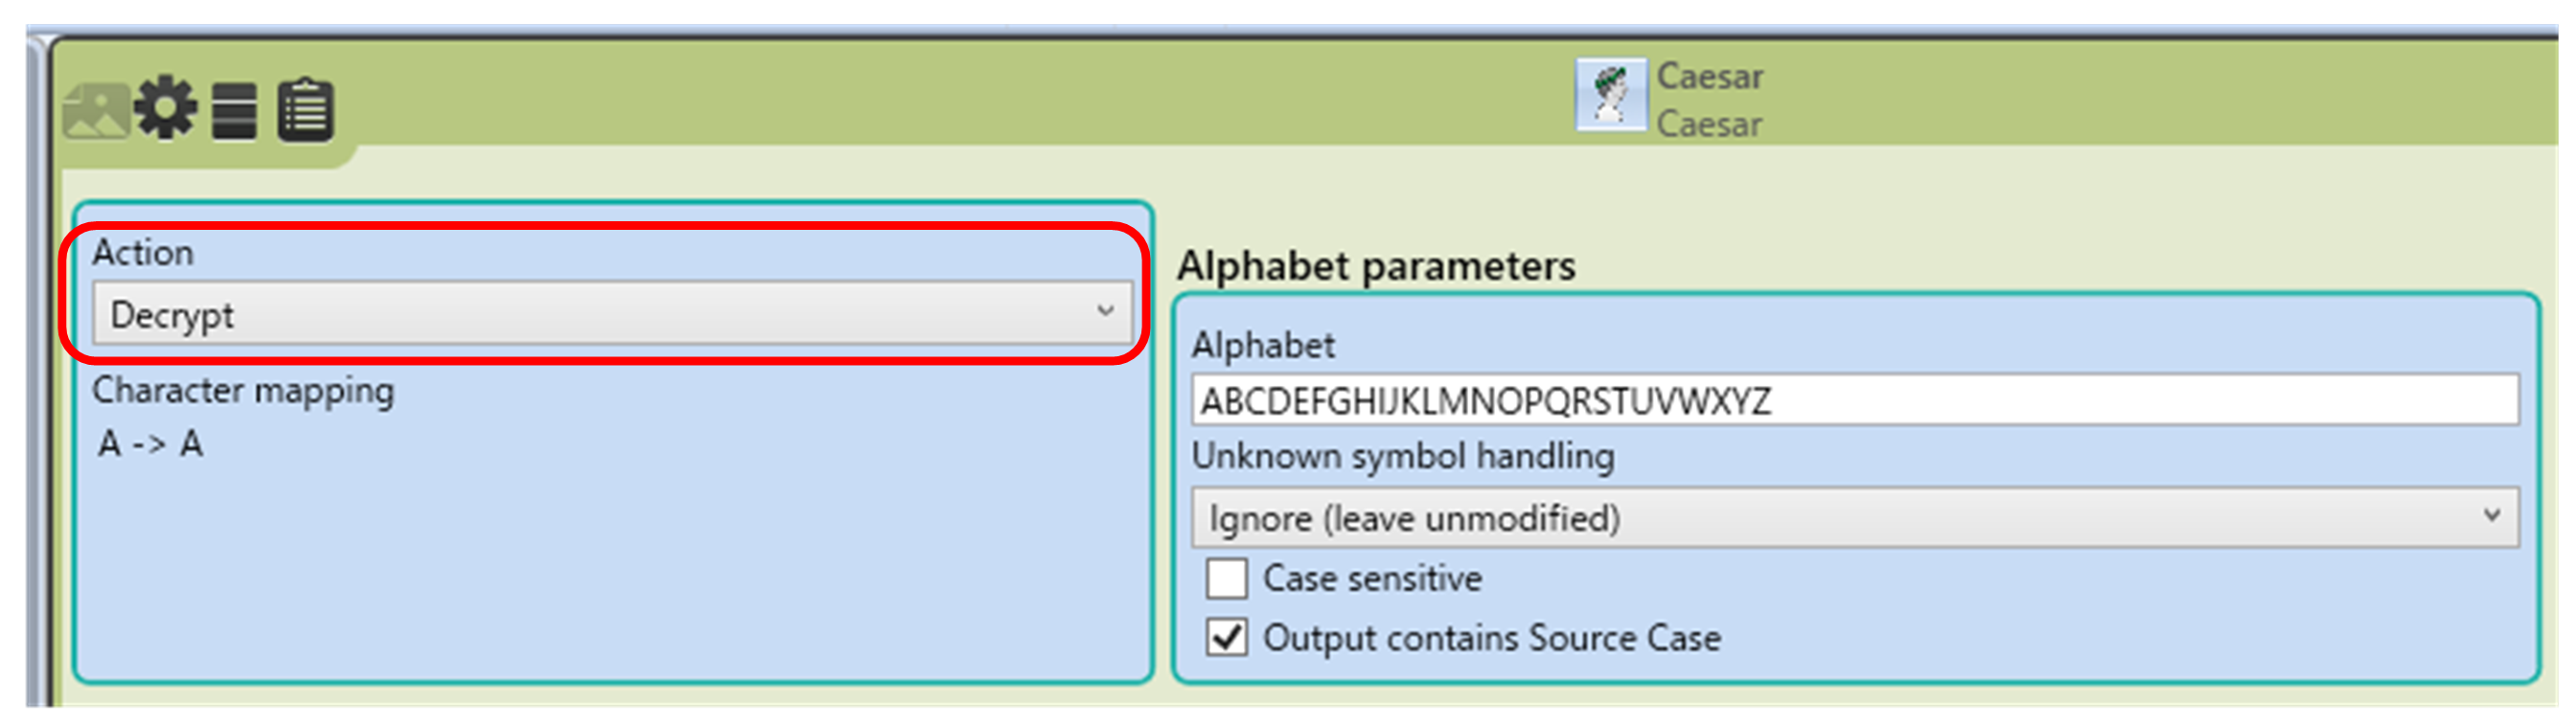 Caesar
Caesar
Action
Decrypt
Character mapping
A -> A
Alphabet parameters
Alphabet
ABCDEFGHIJKLMNOPQRSTUVWXYZ
Unknown symbol handling
Ignore (leave unmodified)
Case sensitive
Output contains Source Case